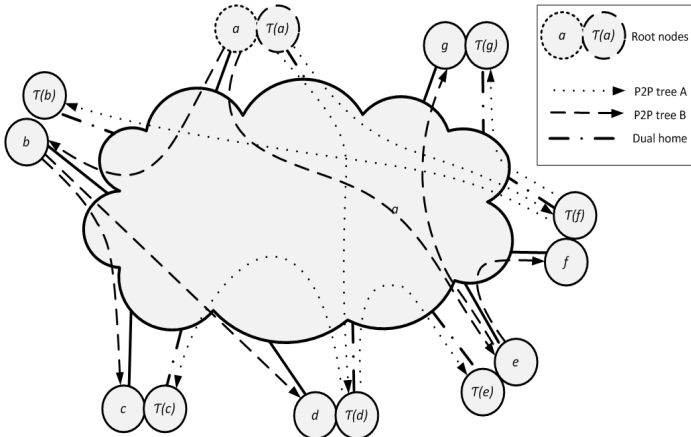 a T(a)
g T(g)
a T(a) Root nodes
P2P tree A
P2P tree B
Dual home
T(b)
b
a
T(f)
f
e
T(e)
c T(c)
d T(d)